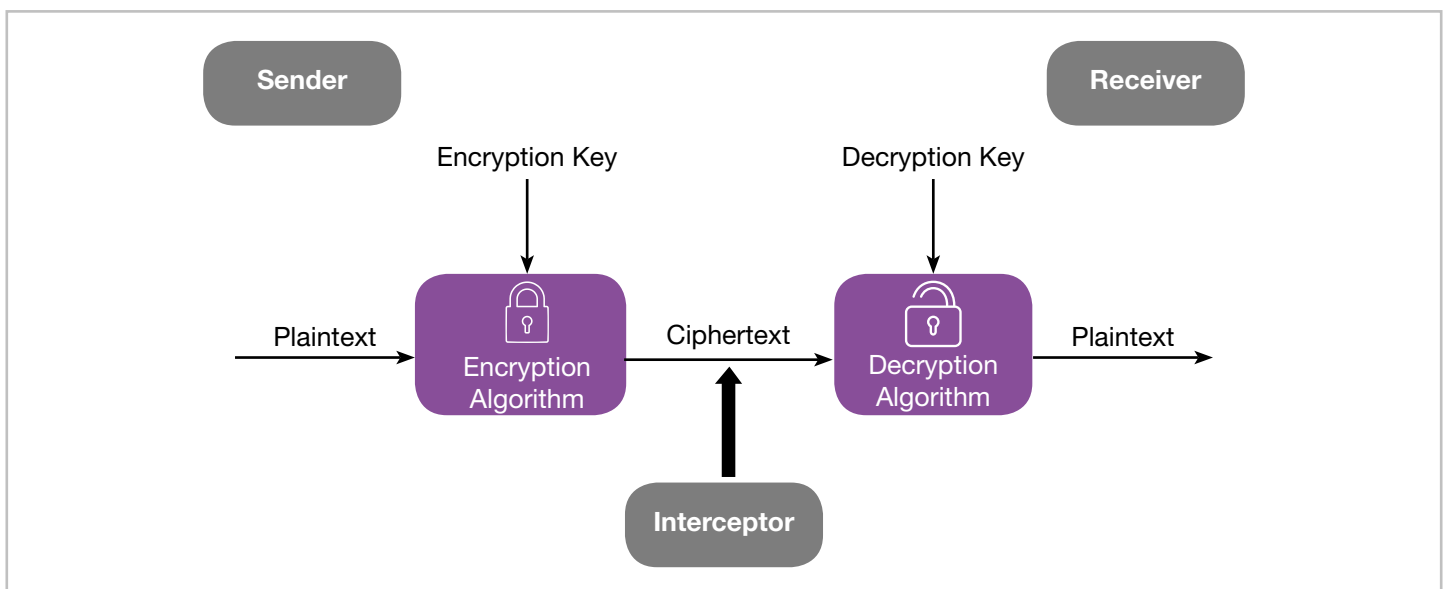 Sender
Receiver
Encryption Key
Decryption Key
Plaintext
Encryption
Algorithm
Ciphertext
Decryption
Algorithm
Plaintext
Interceptor